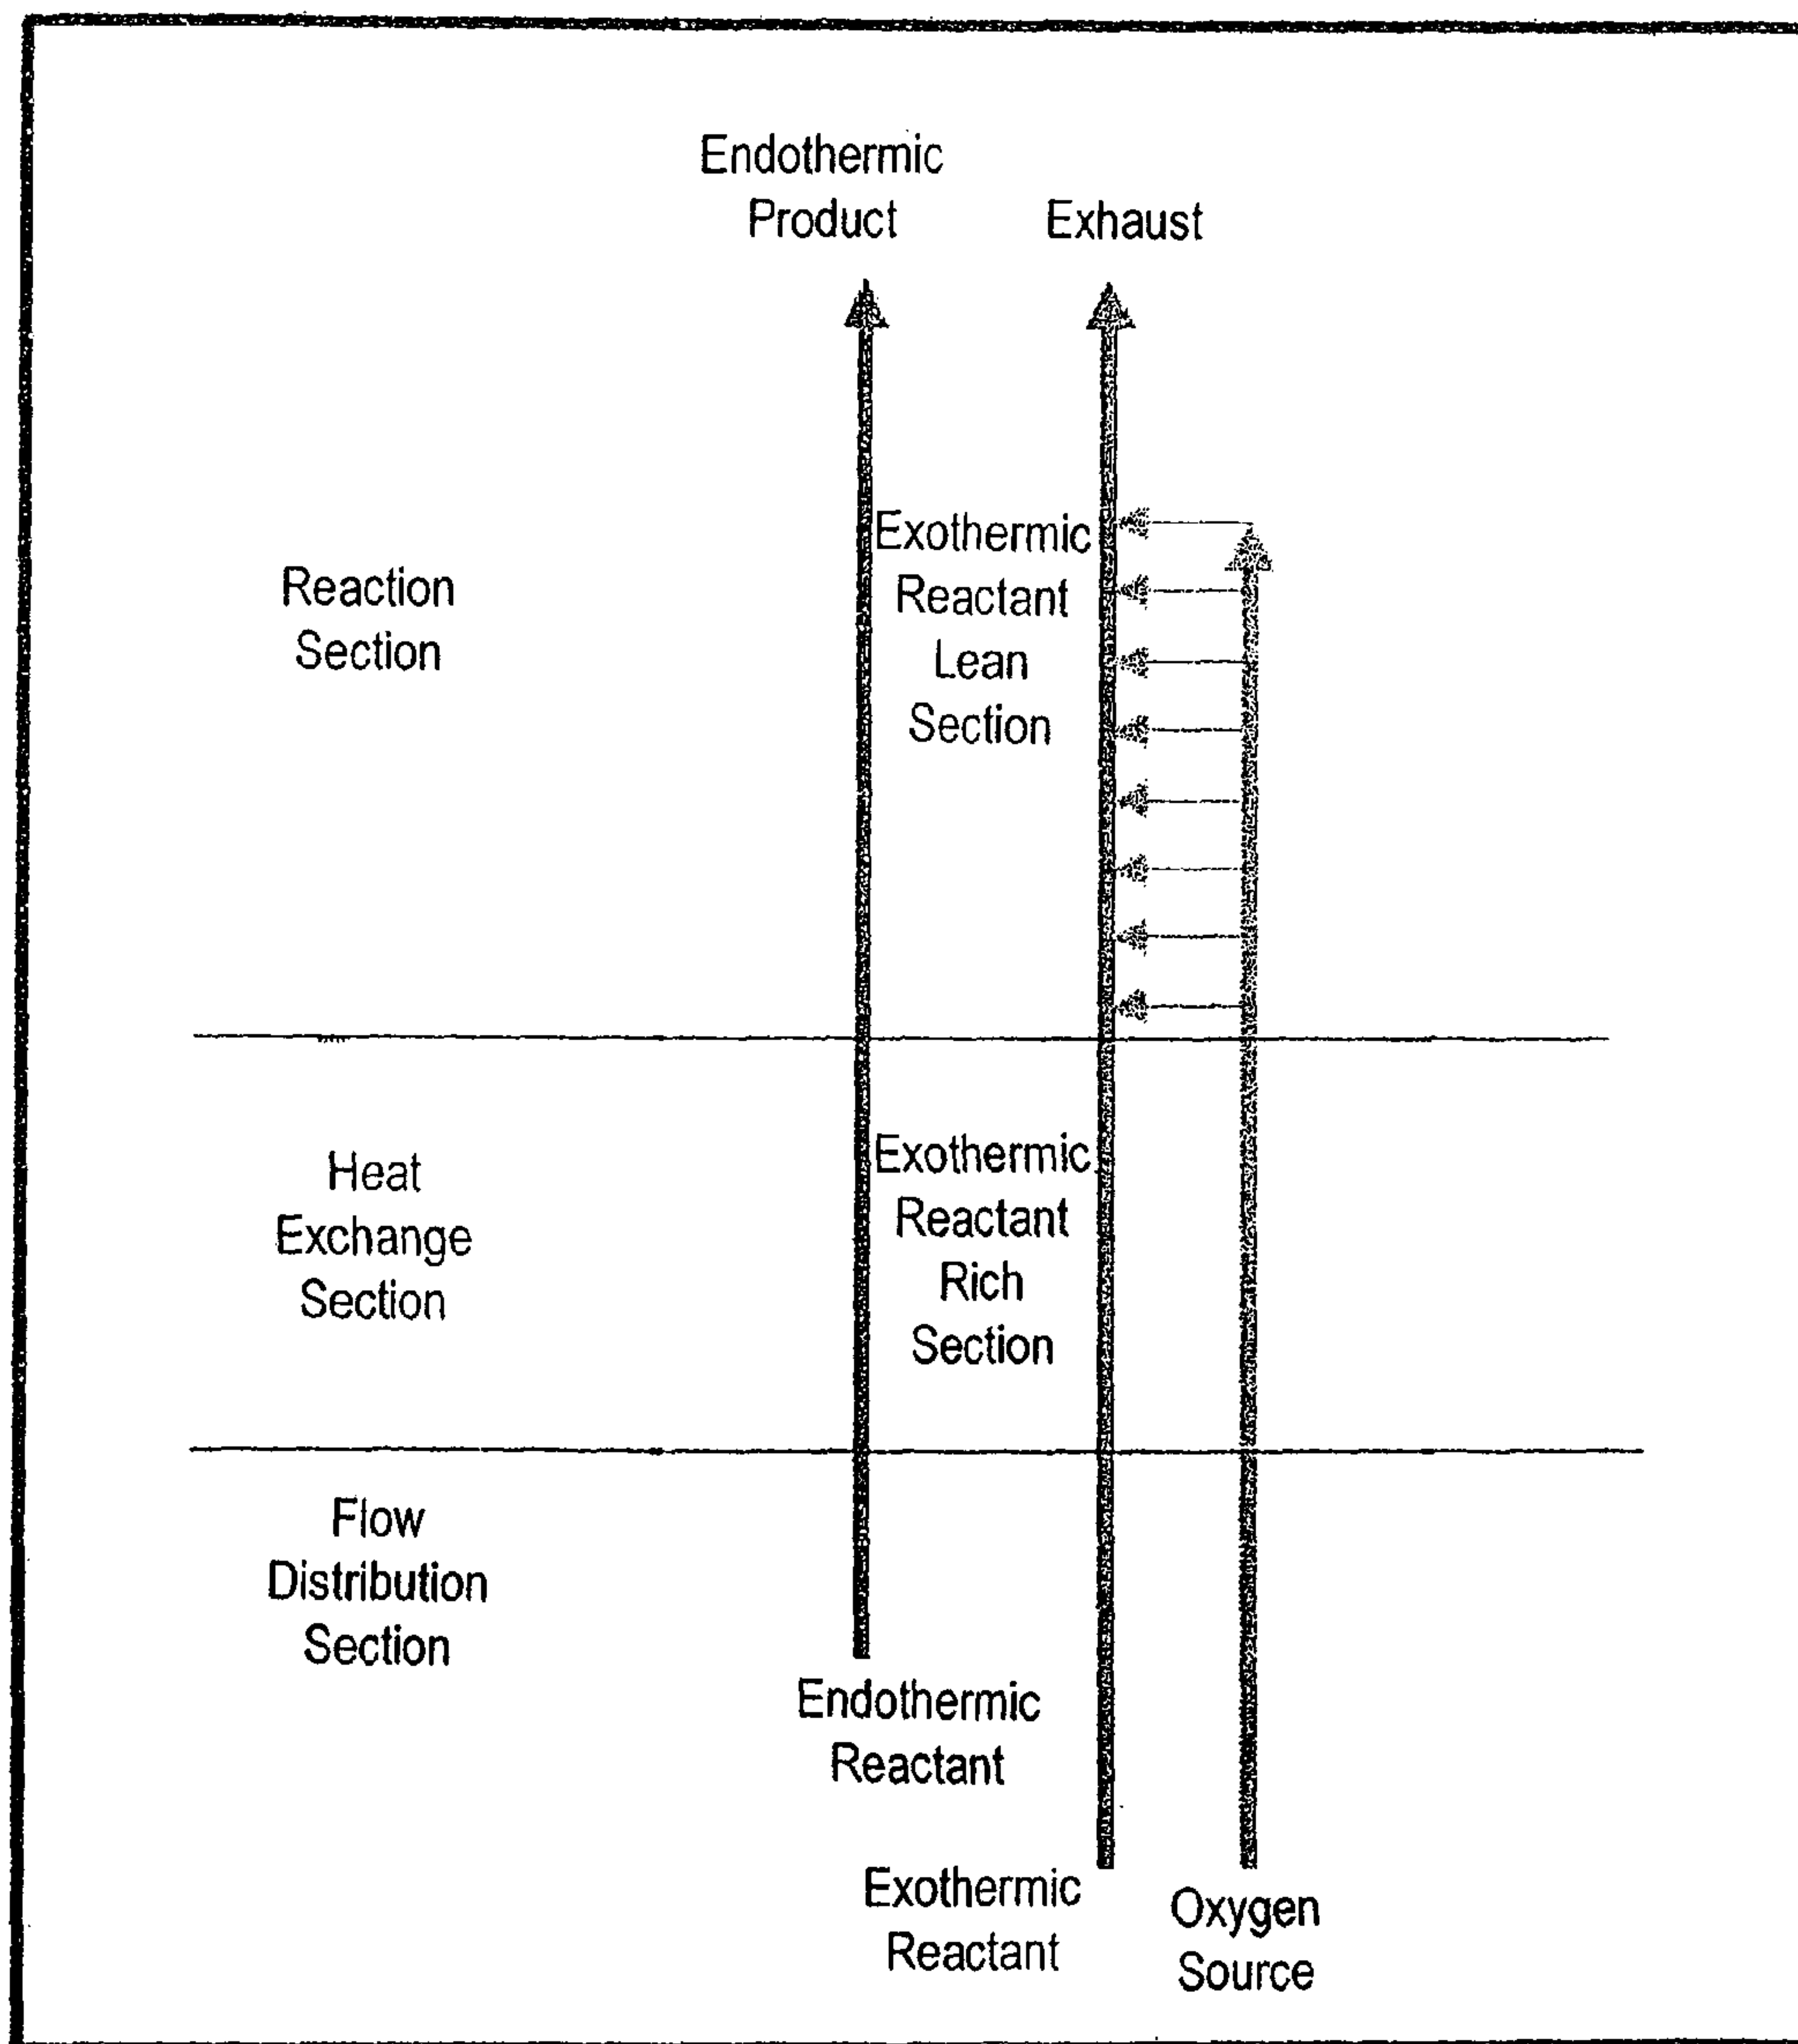 Endothermic
Product
Exhaust
Reaction
Section
Exothermic
Reactant
Lean
Section
Heat
Exchange
Section
Exothermic
Reactant
Rich
Section
Flow
Distribution
Section
Endothermic
Reactant
Exothermic
Reactant
Oxygen
Source